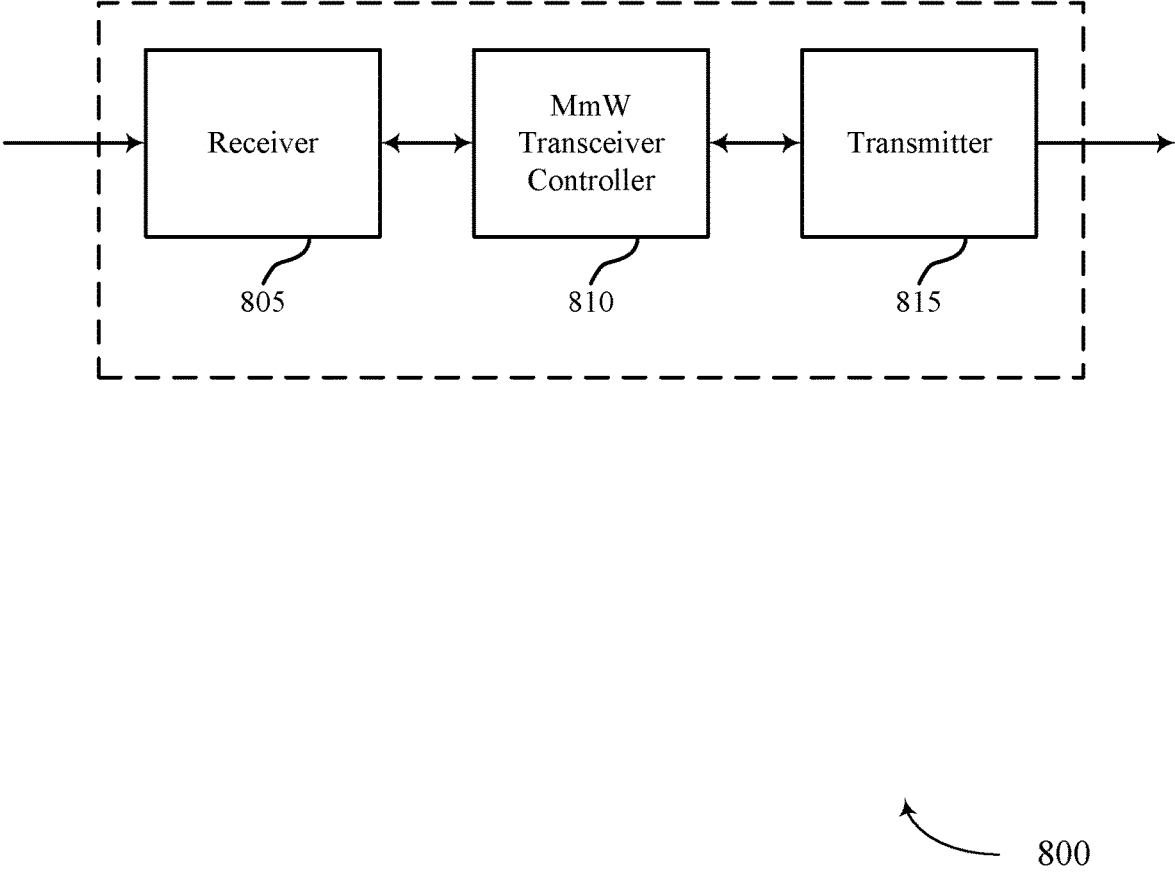 Receiver
MmW
Transceiver
Controller
Transmitter
805
810
815
800